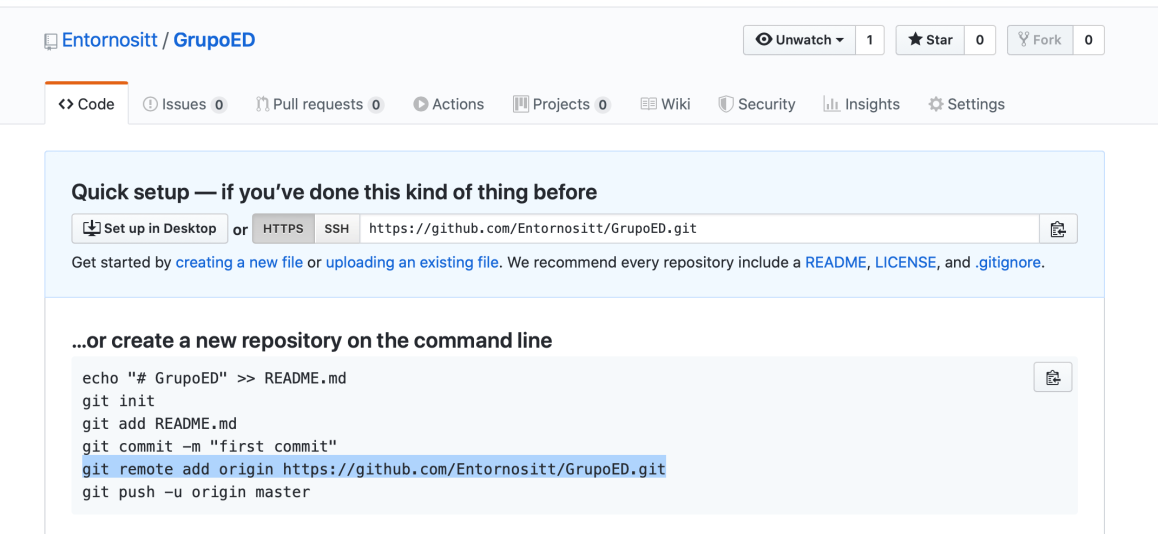 Entornositt / GrupoED
Unwatch 1 Star 0 Fork 0
<> Code Issues 0 Pull requests 0 Actions Projects 0 Wiki Security Insights Settings
Quick setup — if you’ve done this kind of thing before
Set up in Desktop or HTTPS SSH https://github.com/Entornositt/GrupoED.git
Get started by creating a new file or uploading an existing file. We recommend every repository include a README, LICENSE, and .gitignore.
…or create a new repository on the command line
echo "# GrupoED" >> README.md
git init
git add README.md
git commit -m "first commit"
git remote add origin https://github.com/Entornositt/GrupoED.git
git push -u origin master